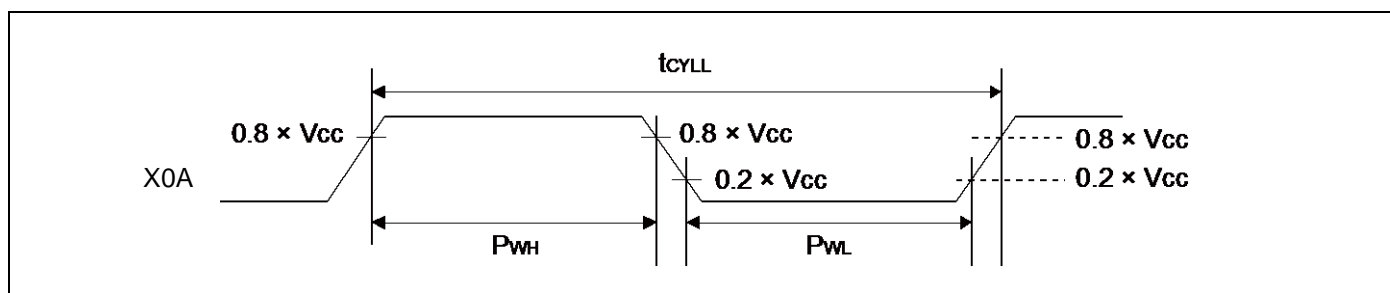 tCYLL
0.8 × Vcc
0.8 × Vcc
0.8 × Vcc
X0A
0.2 × Vcc
0.2 × Vcc
PWH
PWL